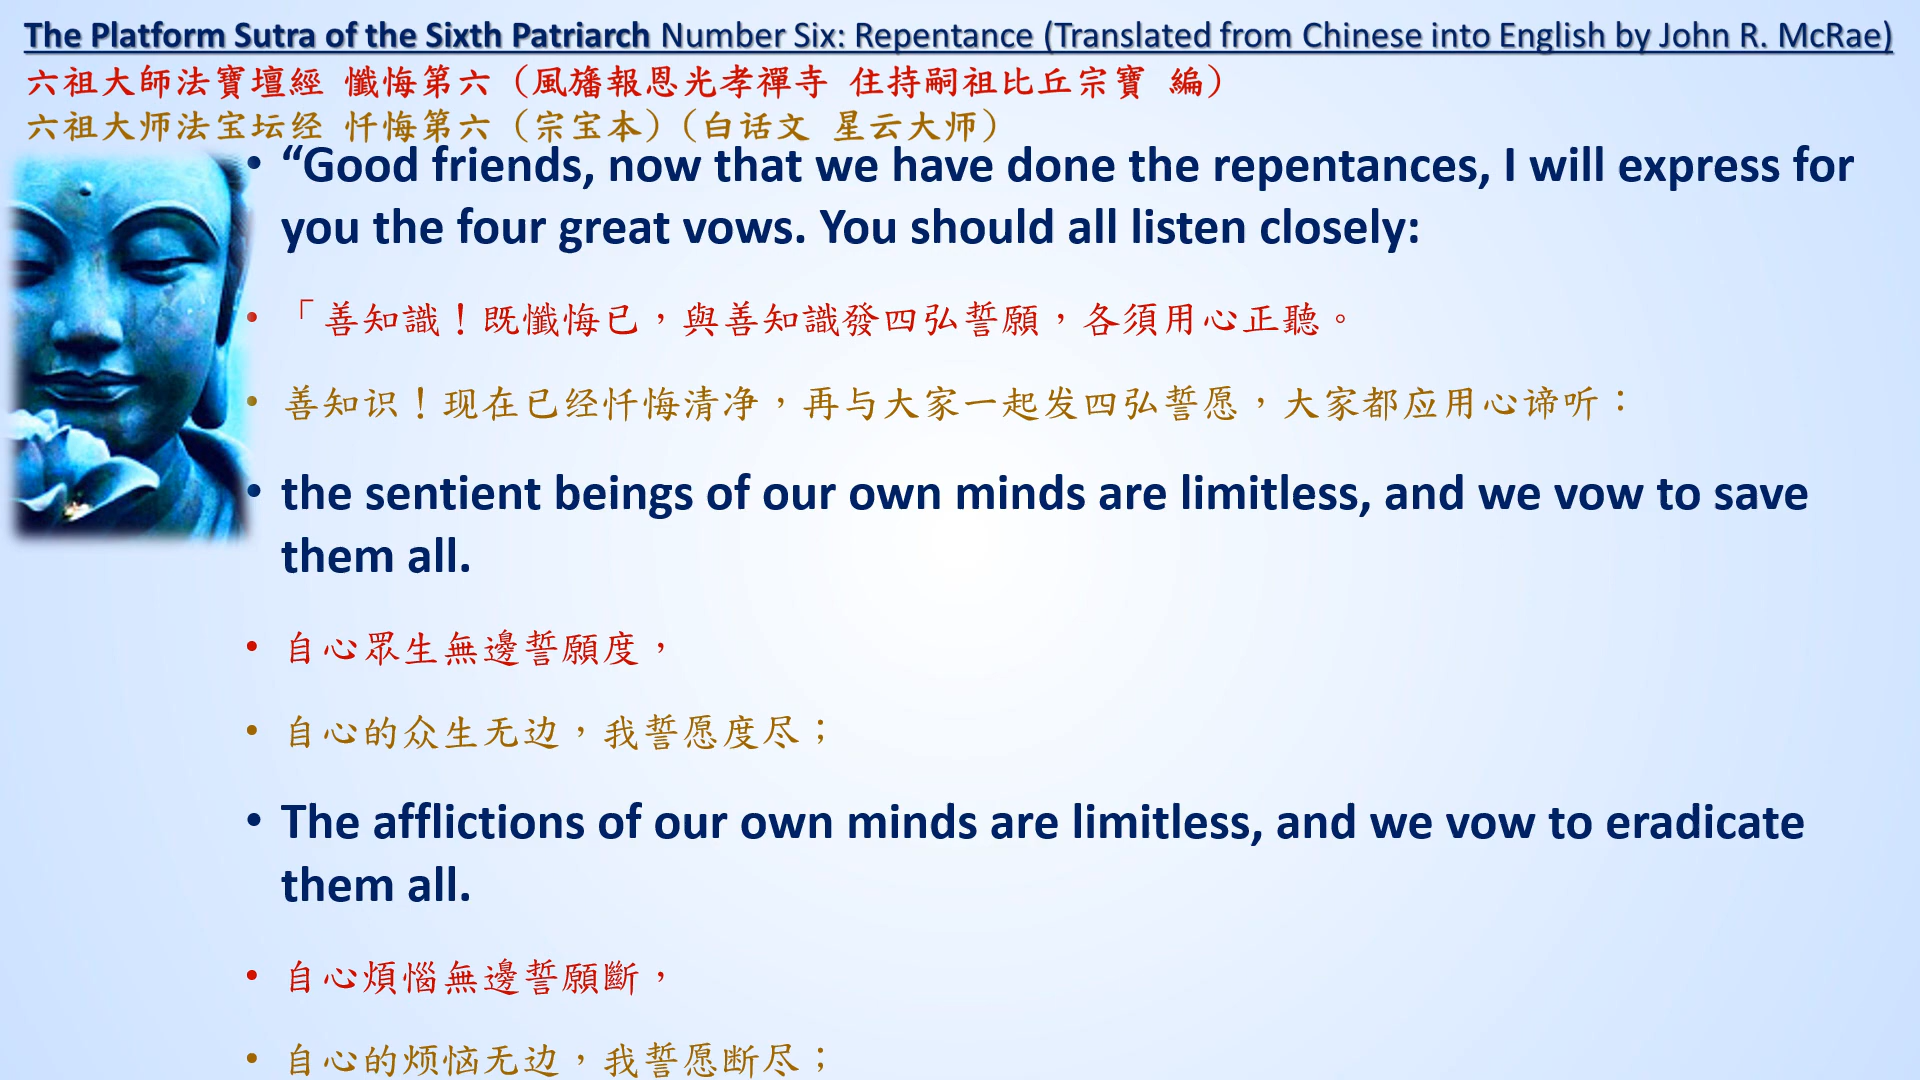 The Platform Sutra of the Sixth Patriarch Number Six: Repentance (Translated from Chinese into English by John R. McRae)
六祖大師法寶壇經 懺悔第六（風旛報恩光孝禪寺 住持嗣祖比丘宗寶 編）
六祖大师法宝坛经 忏悔第六（宗宝本）（白话文 星云大师）
• “Good friends, now that we have done the repentances, I will express for
you the four great vows. You should all listen closely:
• 「善知識！既懺悔已，與善知識發四弘誓願，各須用心正聽。
• 善知识！现在已经忏悔清净，再与大家一起发四弘誓愿，大家都应用心谛听：
• the sentient beings of our own minds are limitless, and we vow to save
them all.
• 自心眾生無邊誓願度，
• 自心的众生无边，我誓愿度尽；
• The afflictions of our own minds are limitless, and we vow to eradicate
them all.
• 自心煩惱無邊誓願斷，
• 自心的烦恼无边，我誓愿断尽；